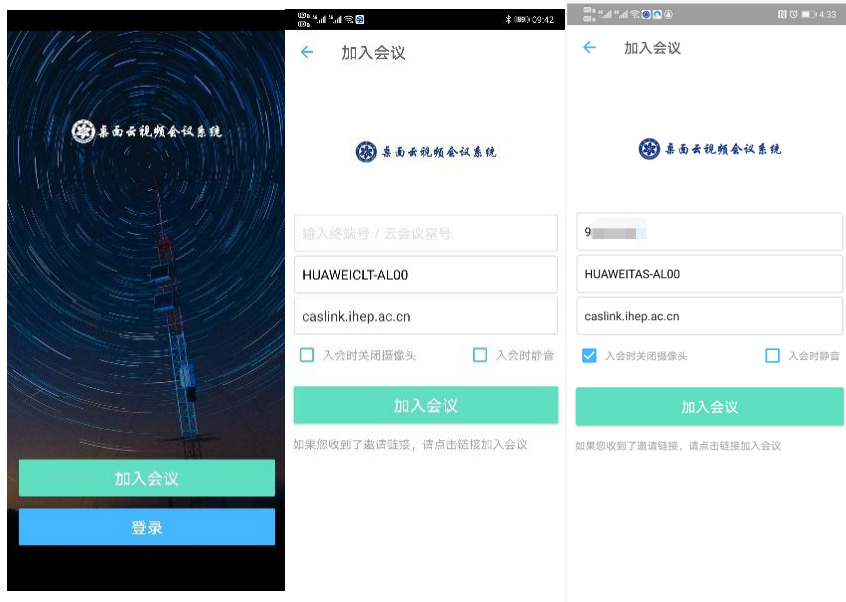 桌面云视频会议系统
加入会议
登录
09:42
加入会议
桌面云视频会议系统
输入终端号 / 云会议室号
HUAWEICLT-AL00
caslink.ihep.ac.cn
入会时关闭摄像头 入会时静音
加入会议
如果您收到了邀请链接，请点击链接加入会议
4:33
加入会议
桌面云视频会议系统
9
HUAWEITAS-AL00
caslink.ihep.ac.cn
入会时关闭摄像头 入会时静音
加入会议
如果您收到了邀请链接，请点击链接加入会议